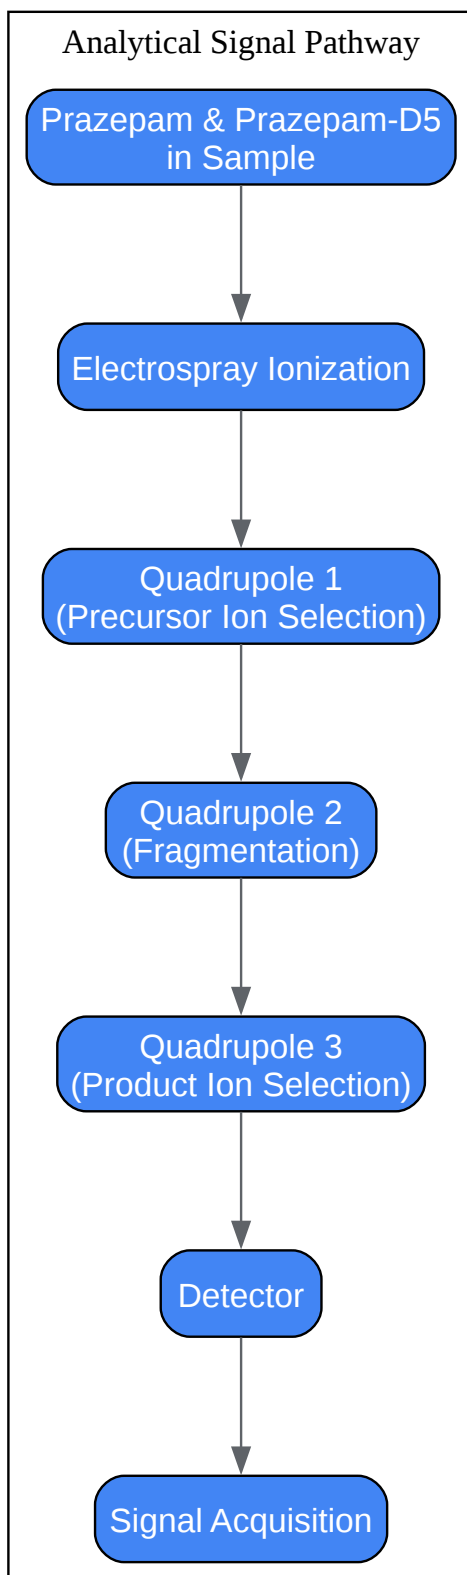 Analytical Signal Pathway
Prazepam & Prazepam-D5
in Sample
Electrospray Ionization
Quadrupole 1
(Precursor Ion Selection)
Quadrupole 2
(Fragmentation)
Quadrupole 3
(Product Ion Selection)
Detector
Signal Acquisition